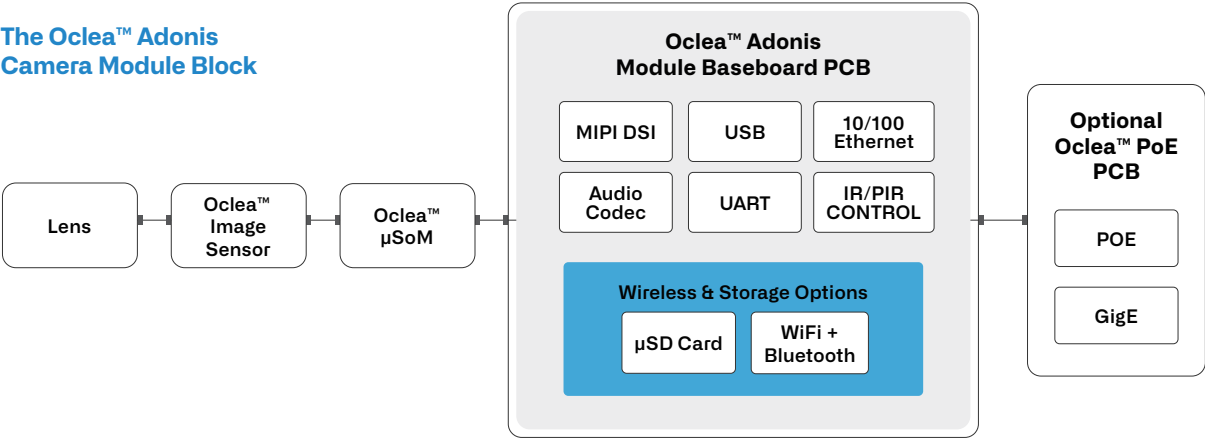 The Oclea™ Adonis
Camera Module Block
Lens
Oclea™
Image
Sensor
Oclea™
µSoM
Oclea™ Adonis
Module Baseboard PCB
MIPI DSI
USB
10/100
Ethernet
Audio
Codec
UART
IR/PIR
CONTROL
Wireless & Storage Options
µSD Card
WiFi +
Bluetooth
Optional
Oclea™ PoE
PCB
POE
GigE